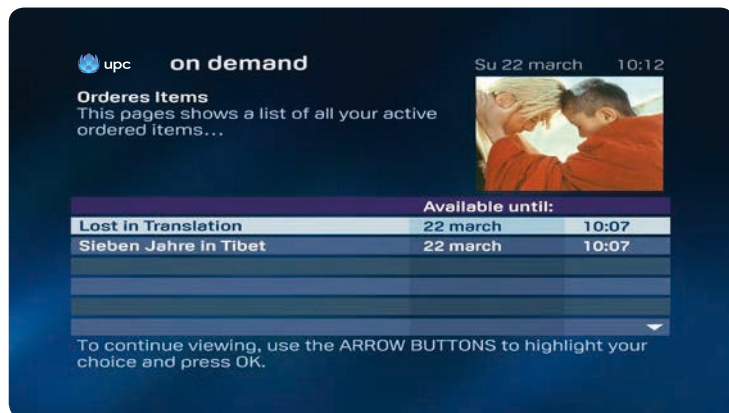 upc on demand Su 22 march 10:12
Orderes Items
This pages shows a list of all your active
ordered items...
Available until:
Lost in Translation 22 march 10:07
Sieben Jahre in Tibet 22 march 10:07
To continue viewing, use the ARROW BUTTONS to highlight your
choice and press OK.